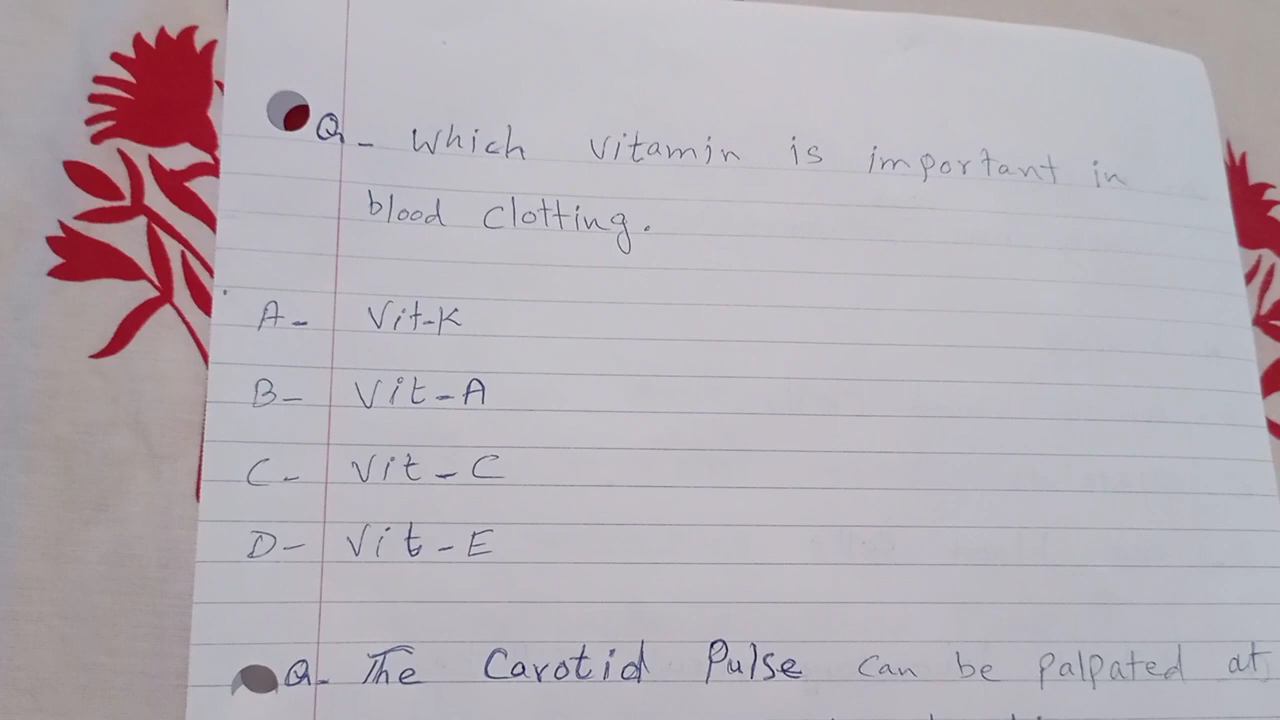 Q- Which vitamin is important in
blood clotting.
A- Vit-K
B- Vit-A
C- Vit-C
D- Vit-E
Q- The Carotid Pulse can be palpated at